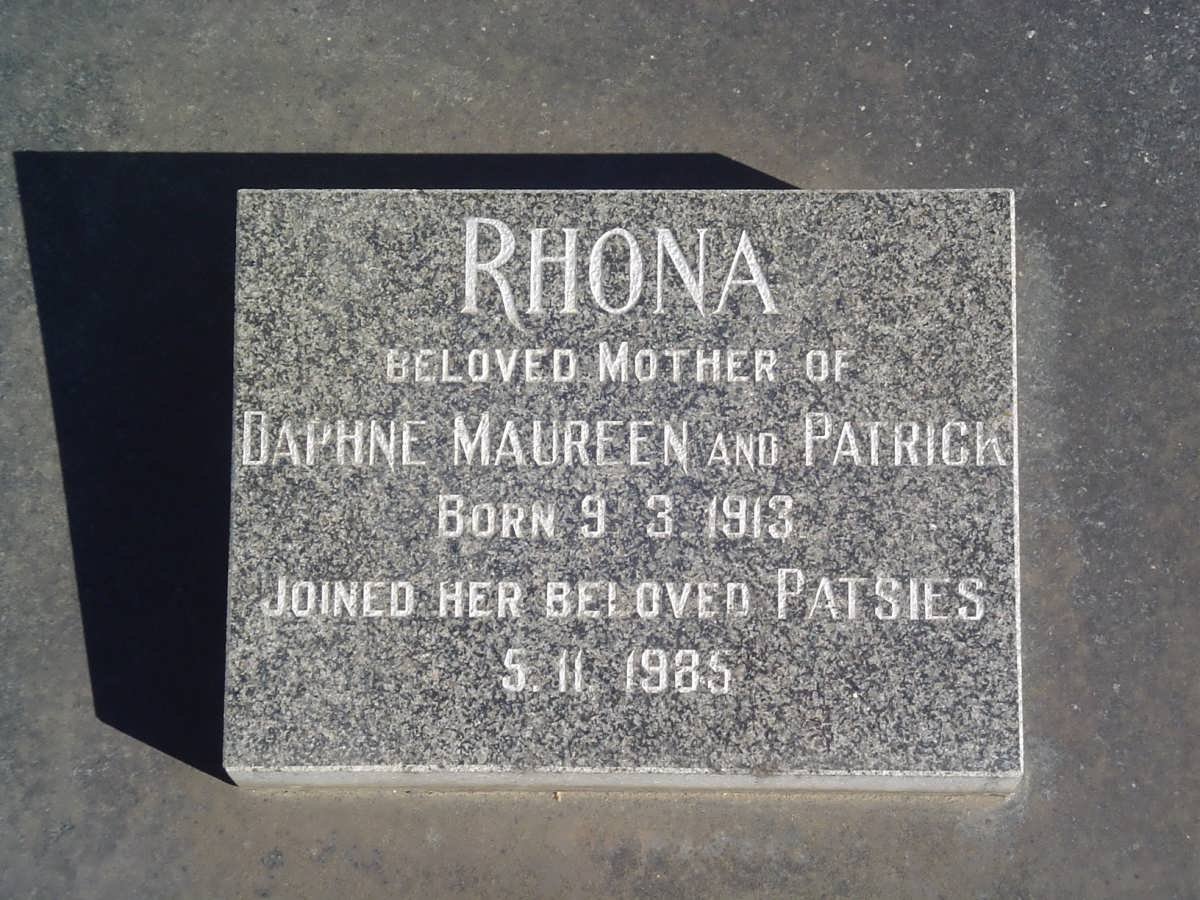 RHONA
BELOVED MOTHER OF
DAPHNE MAUREEN AND PATRICK
BORN 9 3 1913
JOINED HER BELOVED PATSIES
5.11 1985